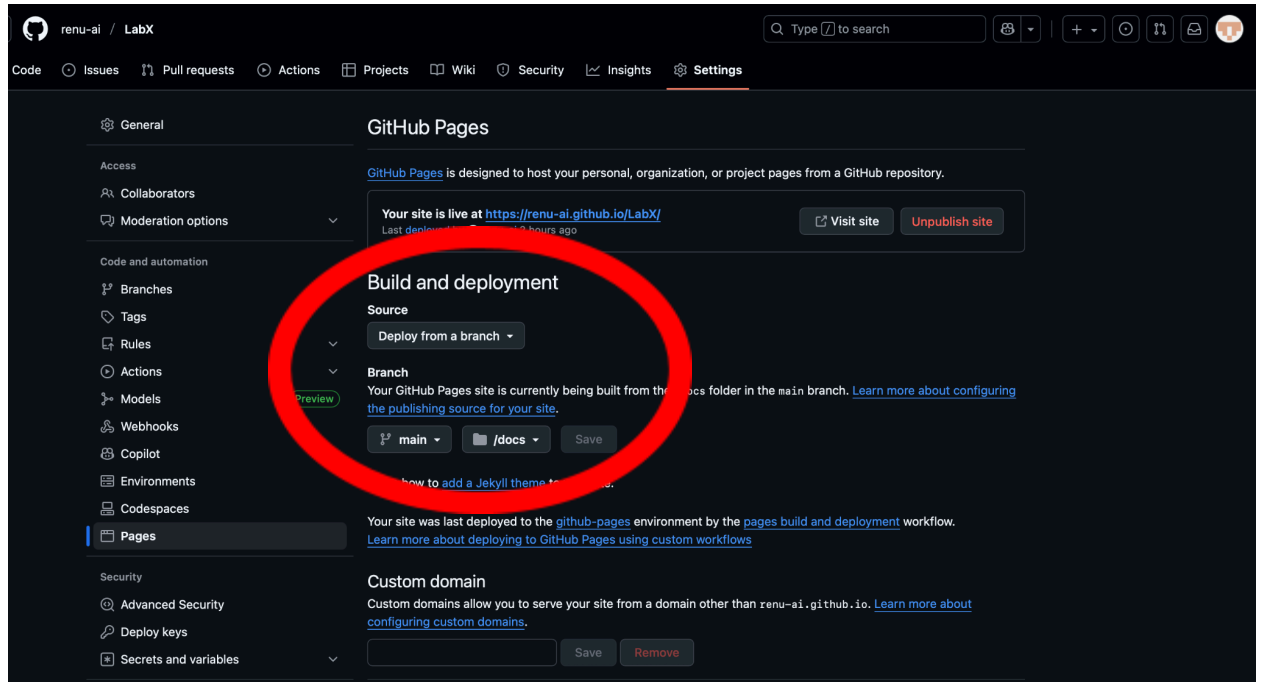 renu-ai / LabX
Type / to search
Code Issues Pull requests Actions Projects Wiki Security Insights Settings
General
Access
Collaborators
Moderation options
Code and automation
Branches
Tags
Rules
Actions
Models Preview
Webhooks
Copilot
Environments
Codespaces
Pages
Security
Advanced Security
Deploy keys
Secrets and variables
GitHub Pages
GitHub Pages is designed to host your personal, organization, or project pages from a GitHub repository.
Your site is live at https://renu-ai.github.io/LabX/
Last hours ago
Visit site Unpublish site
Build and deployment
Source
Deploy from a branch
Branch
Your GitHub Pages site is currently being built from the folder in the main branch. Learn more about configuring
the publishing source for your site.
main /docs Save
how to add a Jekyll theme
Your site was last deployed to the github-pages environment by the pages build and deployment workflow.
Learn more about deploying to GitHub Pages using custom workflows
Custom domain
Custom domains allow you to serve your site from a domain other than renu-ai.github.io. Learn more about
configuring custom domains.
Save Remove